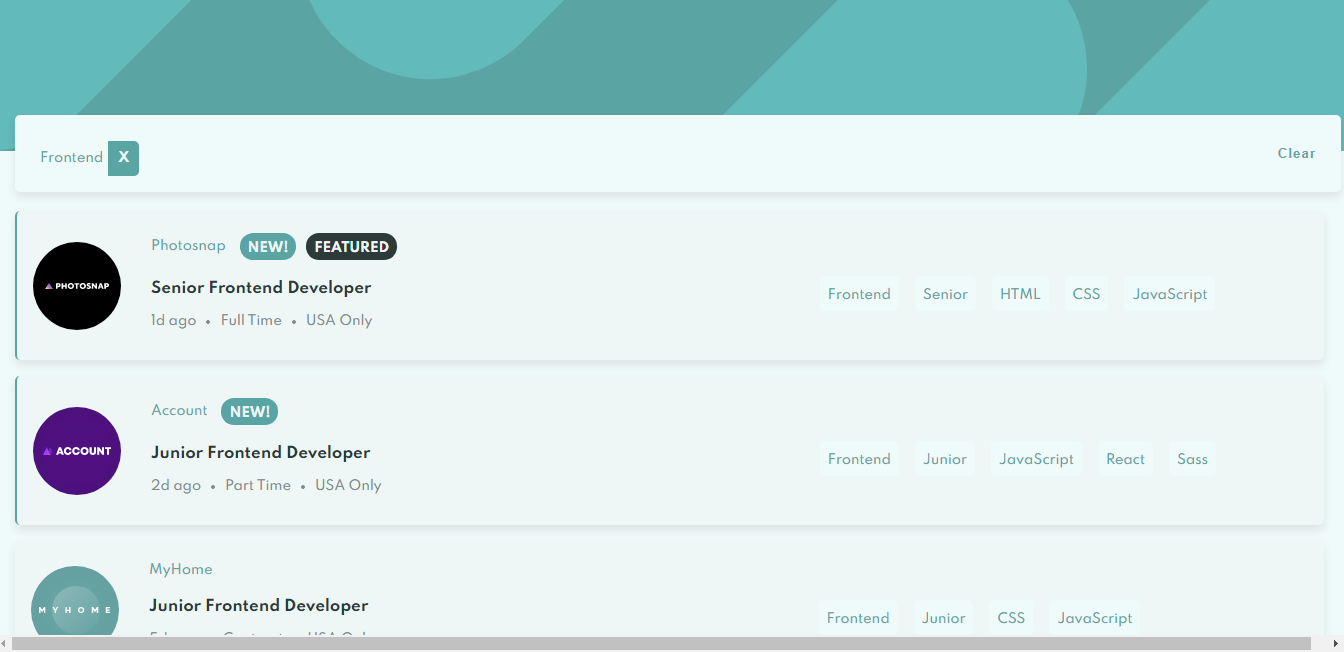 Frontend X Clear
Photosnap NEW! FEATURED
PHOTOSNAP
Senior Frontend Developer
1d ago • Full Time • USA Only
Frontend Senior HTML CSS JavaScript
Account NEW!
ACCOUNT
Junior Frontend Developer
2d ago • Part Time • USA Only
Frontend Junior JavaScript React Sass
MyHome
MYHOME
Junior Frontend Developer
Frontend Junior CSS JavaScript